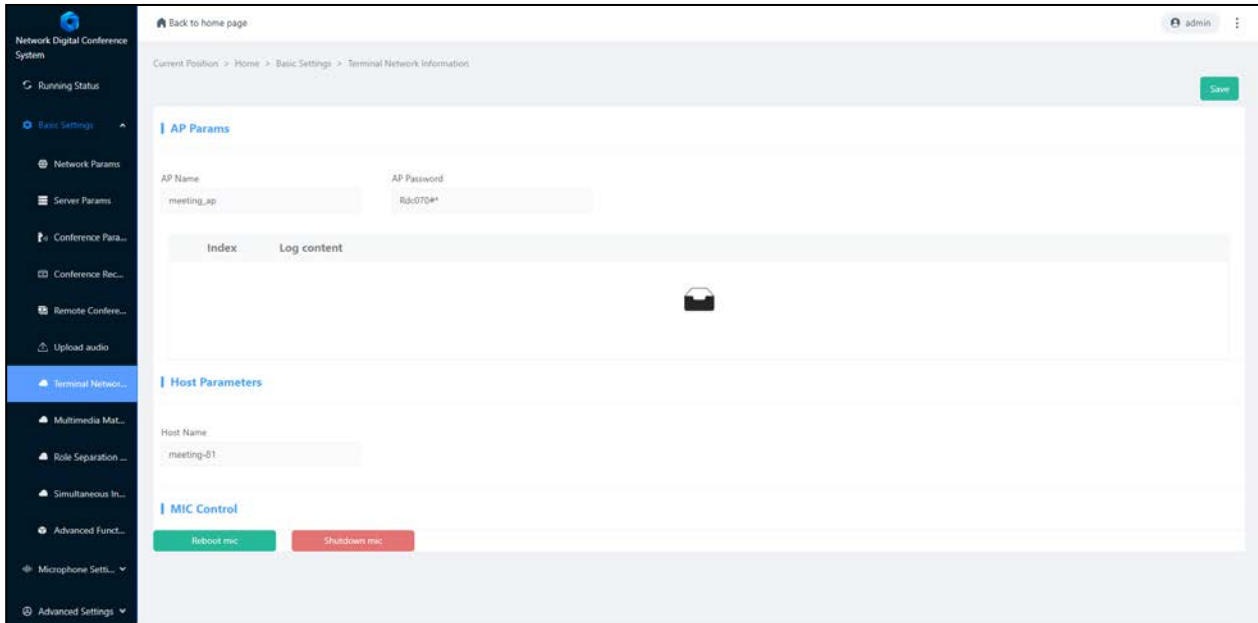 Network Digital Conference
System
Back to home page
admin
Current Position > Home > Basic Settings > Terminal Network Information
Save
Running Status
Basic Settings
Network Params
Server Params
Conference Para...
Conference Rec...
Remote Confere...
Upload audio
Terminal Networ...
Multimedia Mat...
Role Separation ...
Simultaneous In...
Advanced Funct...
Microphone Setti...
Advanced Settings
AP Params
AP Name
AP Password
meeting_ap
Rdc070#*
Index Log content
Host Parameters
Host Name
meeting-81
MIC Control
Reboot mic
Shutdown mic